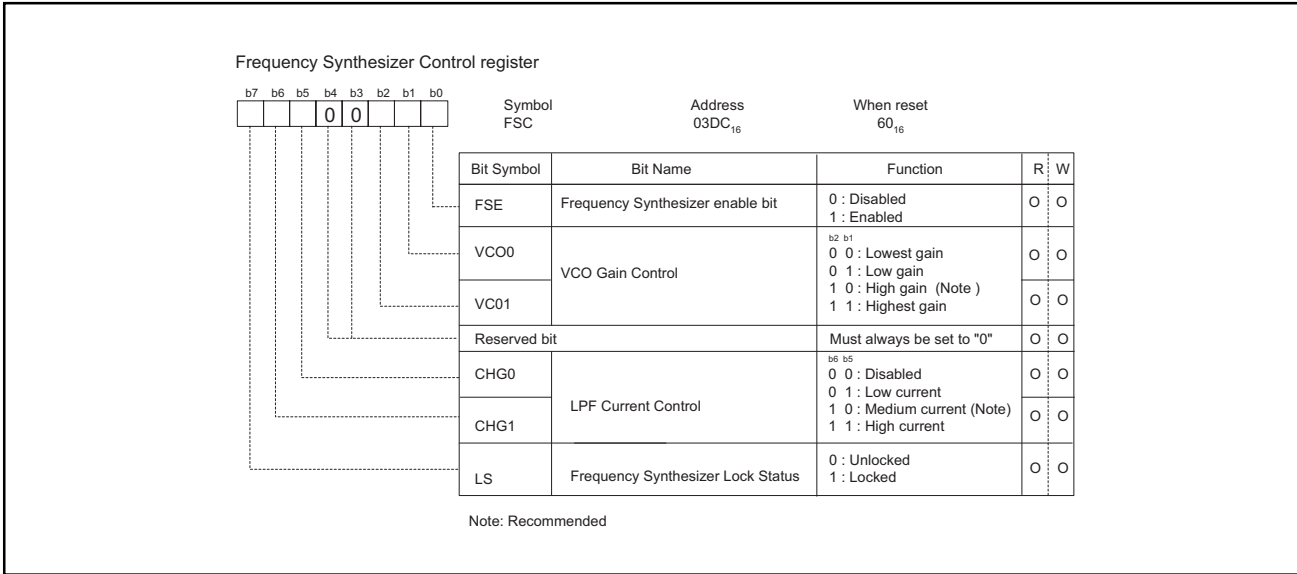 Frequency Synthesizer Control register
b7 b6 b5 b4 b3 b2 b1 b0
0 0
Symbol Address When reset
FSC 03DC16 6016
Bit Symbol Bit Name Function R W
FSE Frequency Synthesizer enable bit 0 : Disabled O O
1 : Enabled
VCO0 VCO Gain Control b2 b1
0 0 : Lowest gain O O
0 1 : Low gain
1 0 : High gain (Note )
VC01 1 1 : Highest gain O O
Reserved bit Must always be set to "0" O O
CHG0 LPF Current Control b6 b5
0 0 : Disabled O O
0 1 : Low current
1 0 : Medium current (Note)
CHG1 1 1 : High current O O
LS Frequency Synthesizer Lock Status 0 : Unlocked O O
1 : Locked
Note: Recommended